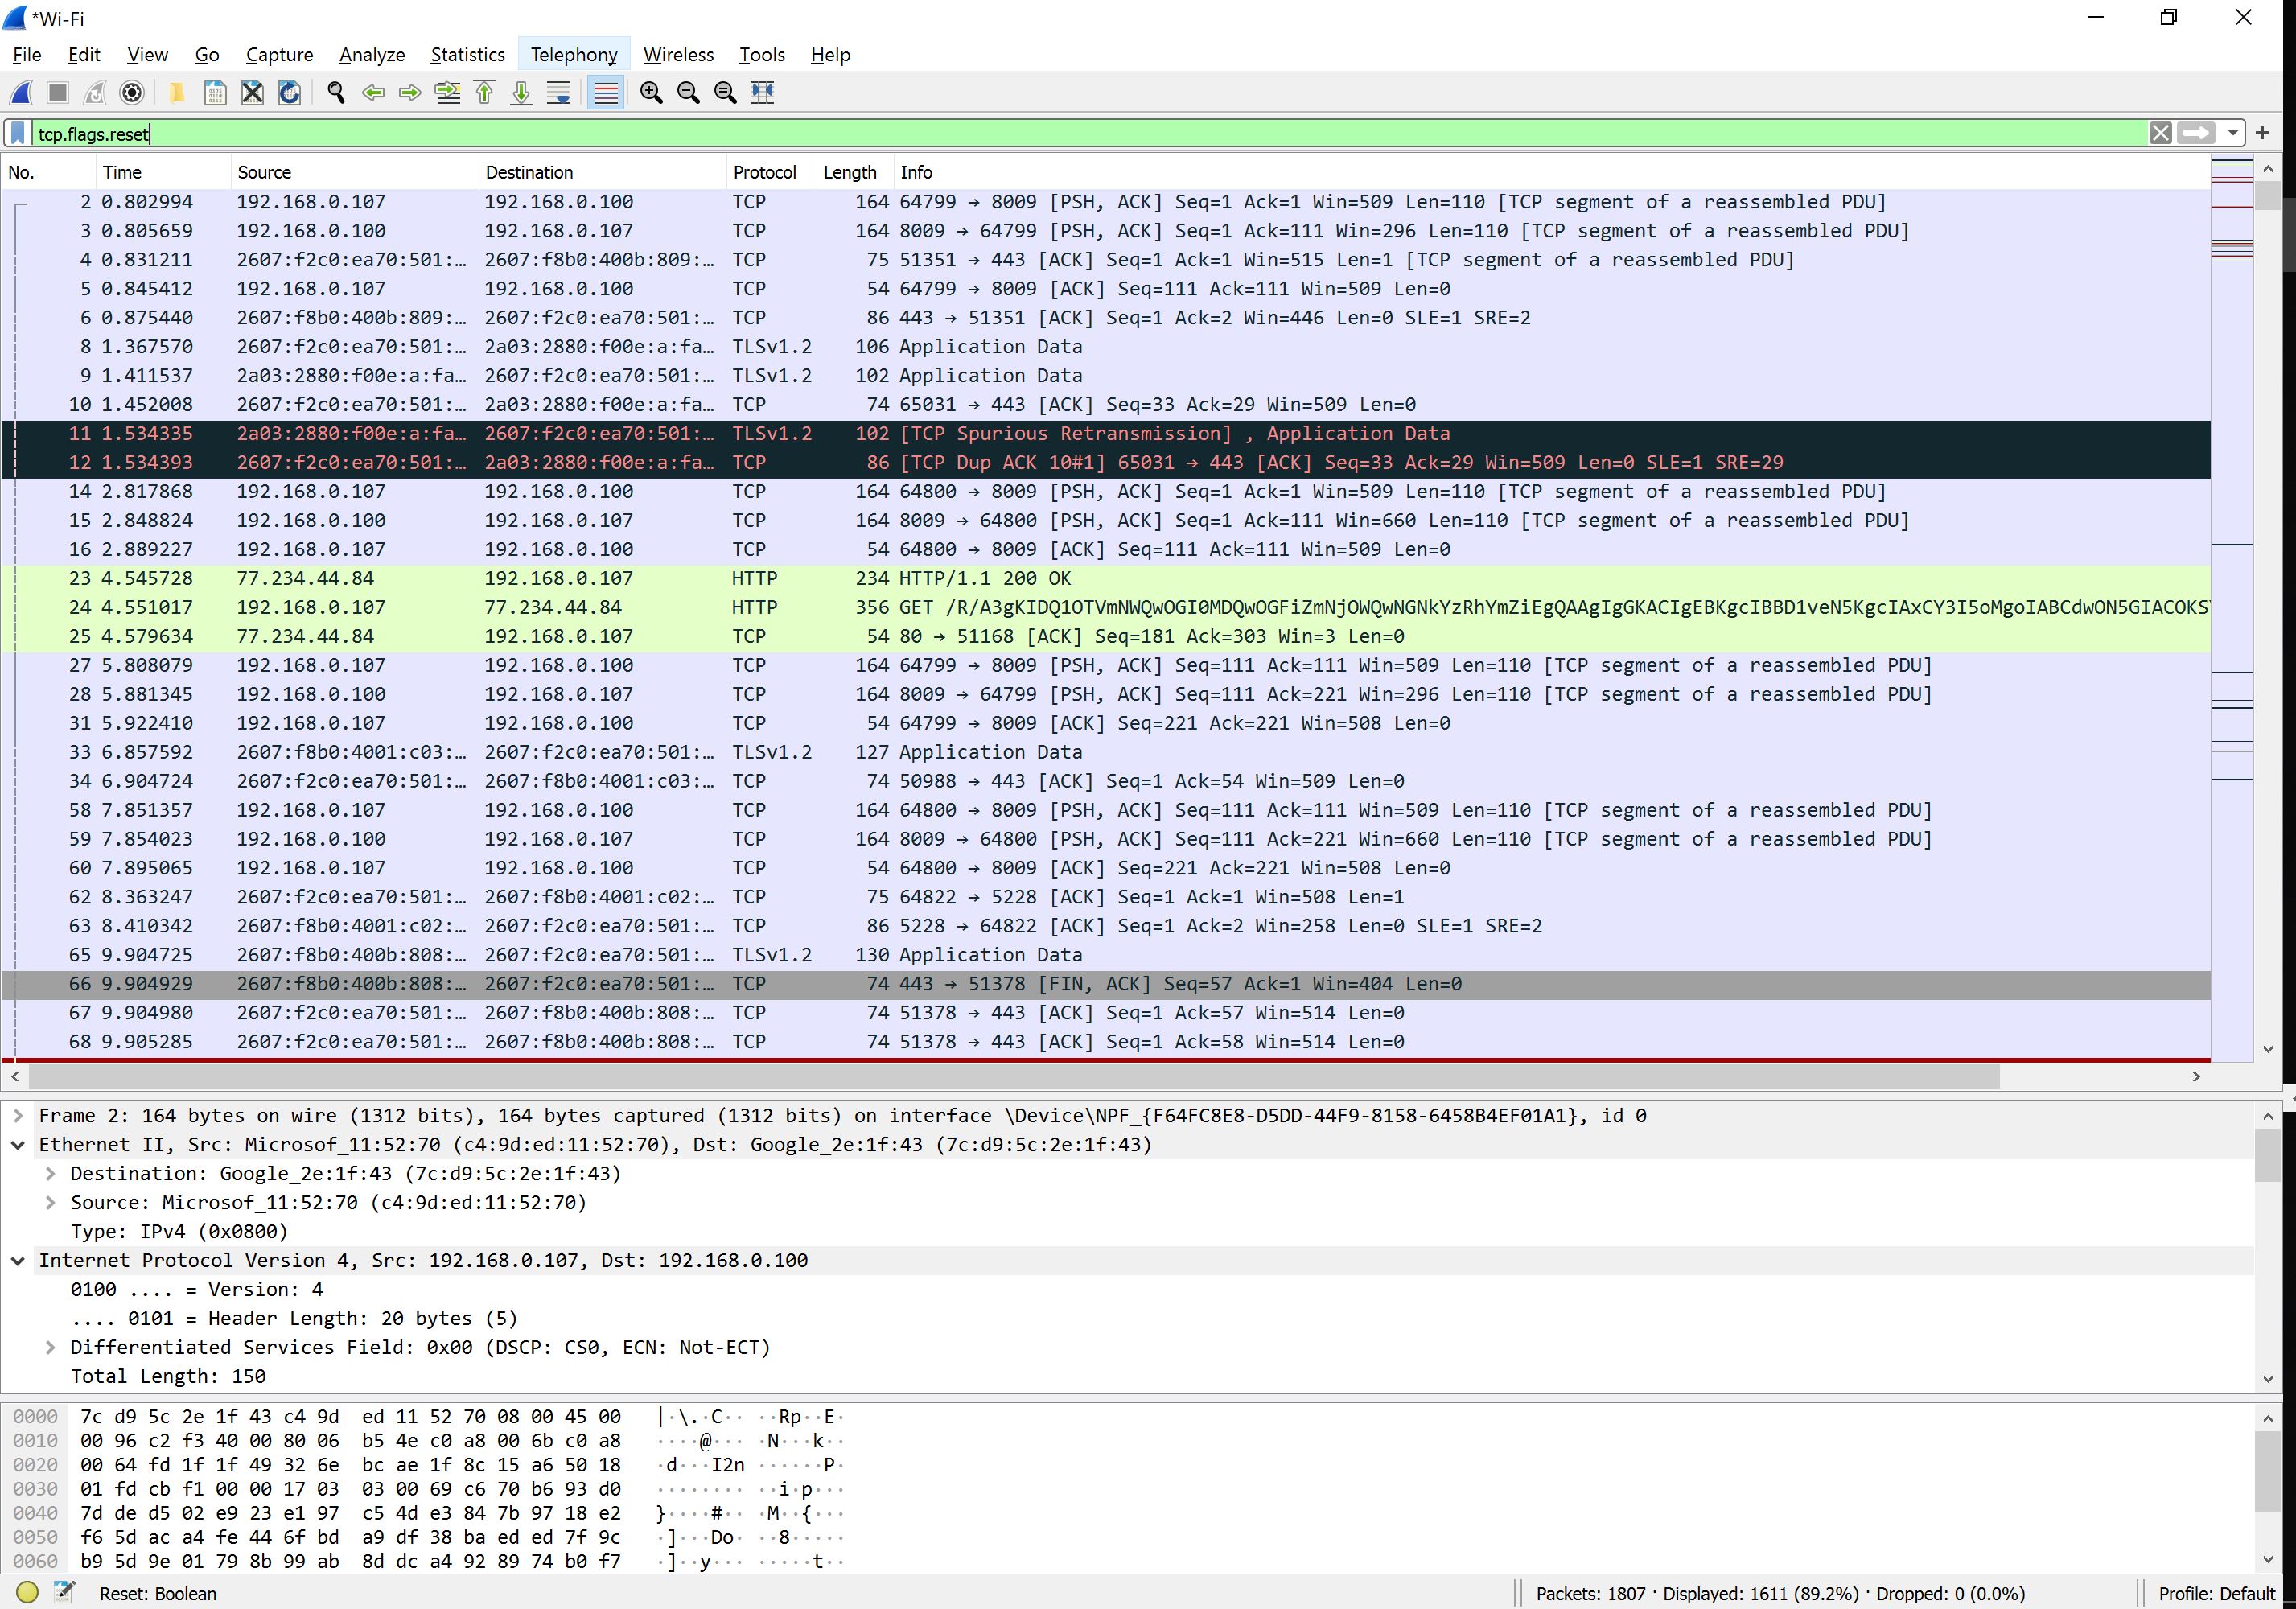 *Wi-Fi
File Edit View Go Capture Analyze Statistics Telephony Wireless Tools Help
tcp.flags.reset
No. Time Source Destination Protocol Length Info
2 0.802994 192.168.0.107 192.168.0.100 TCP 164 64799 → 8009 [PSH, ACK] Seq=1 Ack=1 Win=509 Len=110 [TCP segment of a reassembled PDU]
3 0.805659 192.168.0.100 192.168.0.107 TCP 164 8009 → 64799 [PSH, ACK] Seq=1 Ack=111 Win=296 Len=110 [TCP segment of a reassembled PDU]
4 0.831211 2607:f2c0:ea70:501:… 2607:f8b0:400b:809:… TCP 75 51351 → 443 [ACK] Seq=1 Ack=1 Win=515 Len=1 [TCP segment of a reassembled PDU]
5 0.845412 192.168.0.107 192.168.0.100 TCP 54 64799 → 8009 [ACK] Seq=111 Ack=111 Win=509 Len=0
6 0.875440 2607:f8b0:400b:809:… 2607:f2c0:ea70:501:… TCP 86 443 → 51351 [ACK] Seq=1 Ack=2 Win=446 Len=0 SLE=1 SRE=2
8 1.367570 2607:f2c0:ea70:501:… 2a03:2880:f00e:a:fa… TLSv1.2 106 Application Data
9 1.411537 2a03:2880:f00e:a:fa… 2607:f2c0:ea70:501:… TLSv1.2 102 Application Data
10 1.452008 2607:f2c0:ea70:501:… 2a03:2880:f00e:a:fa… TCP 74 65031 → 443 [ACK] Seq=33 Ack=29 Win=509 Len=0
11 1.534335 2a03:2880:f00e:a:fa… 2607:f2c0:ea70:501:… TLSv1.2 102 [TCP Spurious Retransmission] , Application Data
12 1.534393 2607:f2c0:ea70:501:… 2a03:2880:f00e:a:fa… TCP 86 [TCP Dup ACK 10#1] 65031 → 443 [ACK] Seq=33 Ack=29 Win=509 Len=0 SLE=1 SRE=29
14 2.817868 192.168.0.107 192.168.0.100 TCP 164 64800 → 8009 [PSH, ACK] Seq=1 Ack=1 Win=509 Len=110 [TCP segment of a reassembled PDU]
15 2.848824 192.168.0.100 192.168.0.107 TCP 164 8009 → 64800 [PSH, ACK] Seq=1 Ack=111 Win=660 Len=110 [TCP segment of a reassembled PDU]
16 2.889227 192.168.0.107 192.168.0.100 TCP 54 64800 → 8009 [ACK] Seq=111 Ack=111 Win=509 Len=0
23 4.545728 77.234.44.84 192.168.0.107 HTTP 234 HTTP/1.1 200 OK
24 4.551017 192.168.0.107 77.234.44.84 HTTP 356 GET /R/A3gKIDQ1OTVmNWQwOGI0MDQwOGFiZmNjOWQwNGNkYzRhYmZiEgQAAgIgGKACIgEBKgcIBBD1veN5KgcIAxCY3I5oMgoIABCdwON5GIACOKS
25 4.579634 77.234.44.84 192.168.0.107 TCP 54 80 → 51168 [ACK] Seq=181 Ack=303 Win=3 Len=0
27 5.808079 192.168.0.107 192.168.0.100 TCP 164 64799 → 8009 [PSH, ACK] Seq=111 Ack=111 Win=509 Len=110 [TCP segment of a reassembled PDU]
28 5.881345 192.168.0.100 192.168.0.107 TCP 164 8009 → 64799 [PSH, ACK] Seq=111 Ack=221 Win=296 Len=110 [TCP segment of a reassembled PDU]
31 5.922410 192.168.0.107 192.168.0.100 TCP 54 64799 → 8009 [ACK] Seq=221 Ack=221 Win=508 Len=0
33 6.857592 2607:f8b0:4001:c03:… 2607:f2c0:ea70:501:… TLSv1.2 127 Application Data
34 6.904724 2607:f2c0:ea70:501:… 2607:f8b0:4001:c03:… TCP 74 50988 → 443 [ACK] Seq=1 Ack=54 Win=509 Len=0
58 7.851357 192.168.0.107 192.168.0.100 TCP 164 64800 → 8009 [PSH, ACK] Seq=111 Ack=111 Win=509 Len=110 [TCP segment of a reassembled PDU]
59 7.854023 192.168.0.100 192.168.0.107 TCP 164 8009 → 64800 [PSH, ACK] Seq=111 Ack=221 Win=660 Len=110 [TCP segment of a reassembled PDU]
60 7.895065 192.168.0.107 192.168.0.100 TCP 54 64800 → 8009 [ACK] Seq=221 Ack=221 Win=508 Len=0
62 8.363247 2607:f2c0:ea70:501:… 2607:f8b0:4001:c02:… TCP 75 64822 → 5228 [ACK] Seq=1 Ack=1 Win=508 Len=1
63 8.410342 2607:f8b0:4001:c02:… 2607:f2c0:ea70:501:… TCP 86 5228 → 64822 [ACK] Seq=1 Ack=2 Win=258 Len=0 SLE=1 SRE=2
65 9.904725 2607:f8b0:400b:808:… 2607:f2c0:ea70:501:… TLSv1.2 130 Application Data
66 9.904929 2607:f8b0:400b:808:… 2607:f2c0:ea70:501:… TCP 74 443 → 51378 [FIN, ACK] Seq=57 Ack=1 Win=404 Len=0
67 9.904980 2607:f2c0:ea70:501:… 2607:f8b0:400b:808:… TCP 74 51378 → 443 [ACK] Seq=1 Ack=57 Win=514 Len=0
68 9.905285 2607:f2c0:ea70:501:… 2607:f8b0:400b:808:… TCP 74 51378 → 443 [ACK] Seq=1 Ack=58 Win=514 Len=0
Frame 2: 164 bytes on wire (1312 bits), 164 bytes captured (1312 bits) on interface \Device\NPF_{F64FC8E8-D5DD-44F9-8158-6458B4EF01A1}, id 0
Ethernet II, Src: Microsof_11:52:70 (c4:9d:ed:11:52:70), Dst: Google_2e:1f:43 (7c:d9:5c:2e:1f:43)
Destination: Google_2e:1f:43 (7c:d9:5c:2e:1f:43)
Source: Microsof_11:52:70 (c4:9d:ed:11:52:70)
Type: IPv4 (0x0800)
Internet Protocol Version 4, Src: 192.168.0.107, Dst: 192.168.0.100
0100 .... = Version: 4
.... 0101 = Header Length: 20 bytes (5)
Differentiated Services Field: 0x00 (DSCP: CS0, ECN: Not-ECT)
Total Length: 150
0000 7c d9 5c 2e 1f 43 c4 9d ed 11 52 70 08 00 45 00 |·\.·C·· ··Rp··E·
0010 00 96 c2 f3 40 00 80 06 b5 4e c0 a8 00 6b c0 a8 ····@··· ·N···k··
0020 00 64 fd 1f 1f 49 32 6e bc ae 1f 8c 15 a6 50 18 ·d···I2n ······P·
0030 01 fd cb f1 00 00 17 03 03 00 69 c6 70 b6 93 d0 ········ ··i·p···
0040 7d de d5 02 e9 23 e1 97 c5 4d e3 84 7b 97 18 e2 }····#·· ·M··{···
0050 f6 5d ac a4 fe 44 6f bd a9 df 38 ba ed ed 7f 9c ·]···Do· ··8·····
0060 b9 5d 9e 01 79 8b 99 ab 8d dc a4 92 89 74 b0 f7 ·]··y··· ·····t··
Reset: Boolean Packets: 1807 · Displayed: 1611 (89.2%) · Dropped: 0 (0.0%) Profile: Default